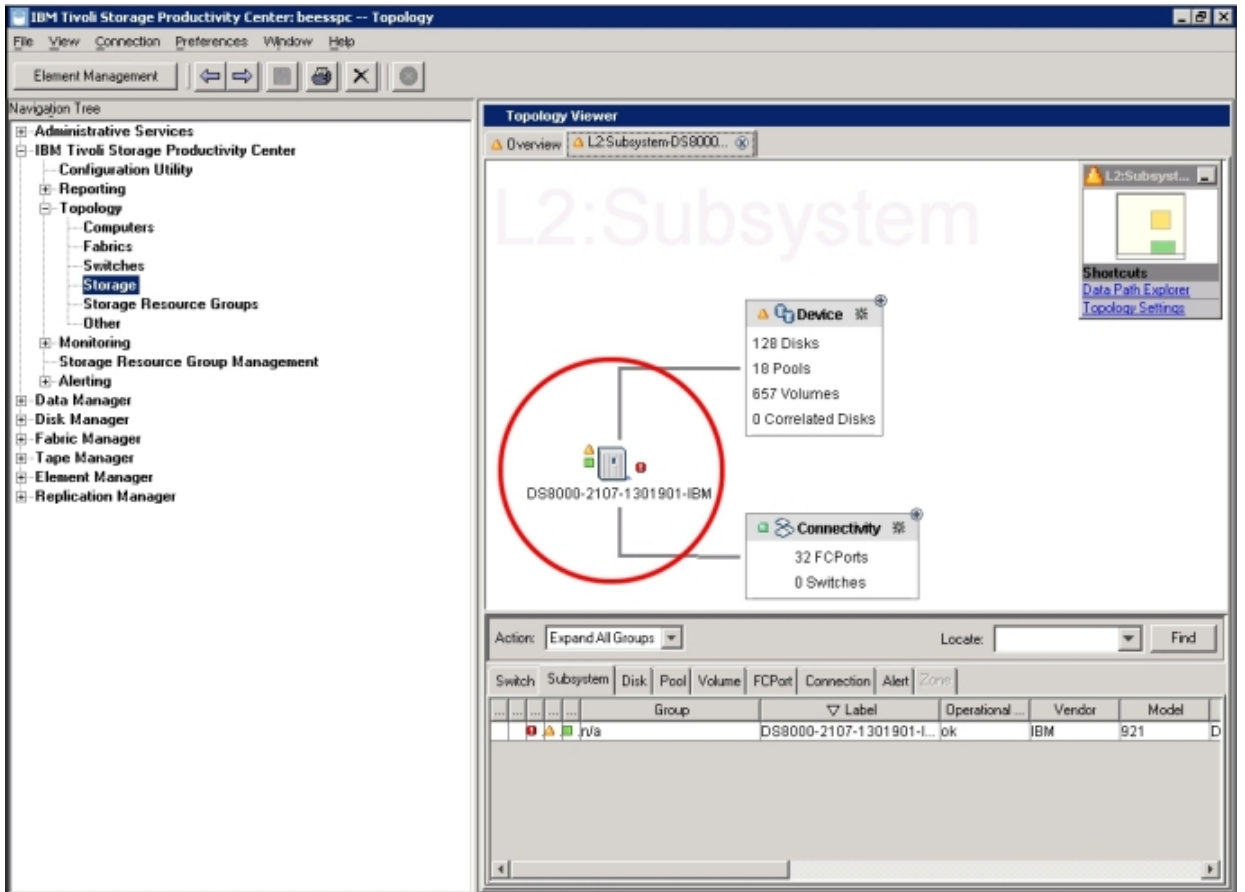 IBM Tivoli Storage Productivity Center: beesspc -- Topology
File View Connection Preferences Window Help
Element Management
Navigation Tree
Administrative Services
IBM Tivoli Storage Productivity Center
Configuration Utility
Reporting
Topology
Computers
Fabrics
Switches
Storage
Storage Resource Groups
Other
Monitoring
Storage Resource Group Management
Alerting
Data Manager
Disk Manager
Fabric Manager
Tape Manager
Element Manager
Replication Manager
Topology Viewer
Overview L2:Subsystem-DS8000...
L2:Subsystem
L2:Subsyst...
Shortcuts
Data Path Explorer
Topology Settings
Device
128 Disks
18 Pools
657 Volumes
0 Correlated Disks
DS8000-2107-1301901-IBM
Connectivity
32 FCPorts
0 Switches
Action: Expand All Groups Locate: Find
Switch Subsystem Disk Pool Volume FCPort Connection Alert Zone
... ... ... ... ... Group Label Operational ... Vendor Model
n/a DS8000-2107-1301901-I... ok IBM 921 D